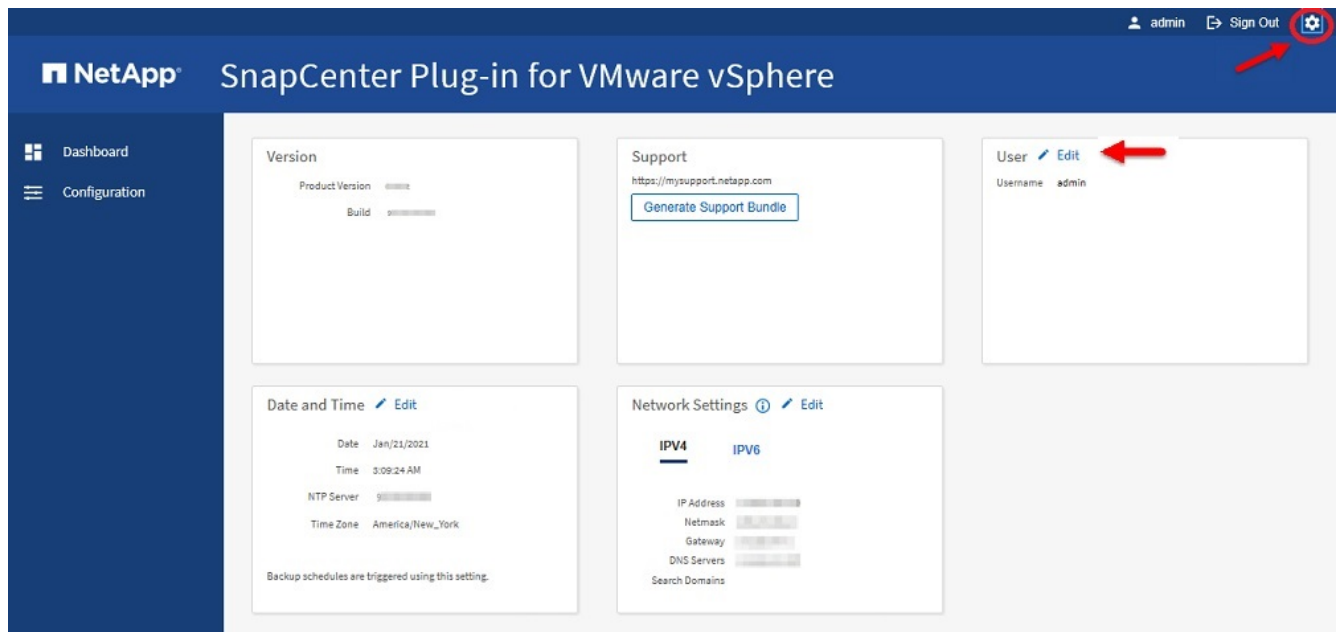 admin Sign Out
NetApp® SnapCenter Plug-in for VMware vSphere
Dashboard
Configuration
Version
Product Version
Build
Support
https://mysupport.netapp.com
Generate Support Bundle
User Edit
Username admin
Date and Time Edit
Date Jan/21/2021
Time 3:09:24 AM
NTP Server
Time Zone America/New_York
Backup schedules are triggered using this setting.
Network Settings Edit
IPV4 IPV6
IP Address
Netmask
Gateway
DNS Servers
Search Domains